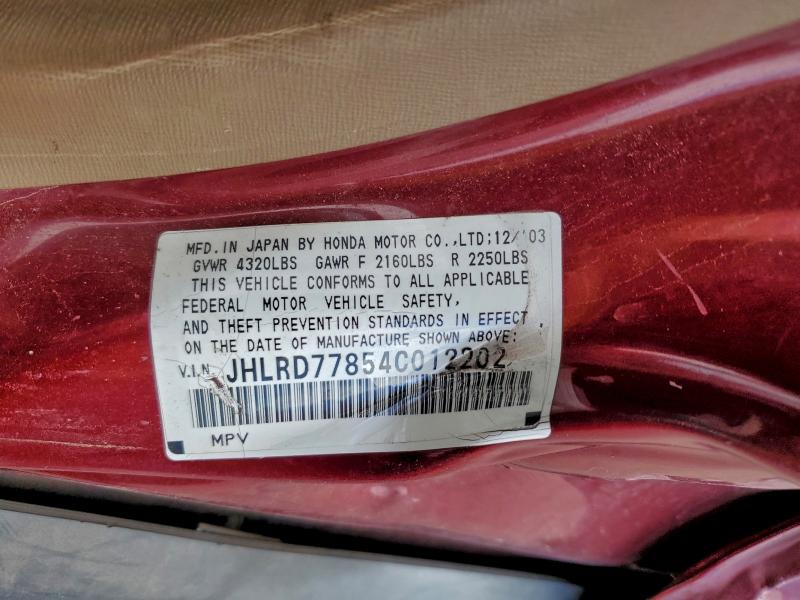 MFD. IN JAPAN BY HONDA MOTOR CO.,LTD;12/'03
GVWR 4320LBS GAWR F 2160LBS R 2250LBS
THIS VEHICLE CONFORMS TO ALL APPLICABLE
FEDERAL MOTOR VEHICLE SAFETY,
AND THEFT PREVENTION STANDARDS IN EFFECT
ON THE DATE OF MANUFACTURE SHOWN ABOVE:
V.I.N. JHLRD77854C012202
MPV